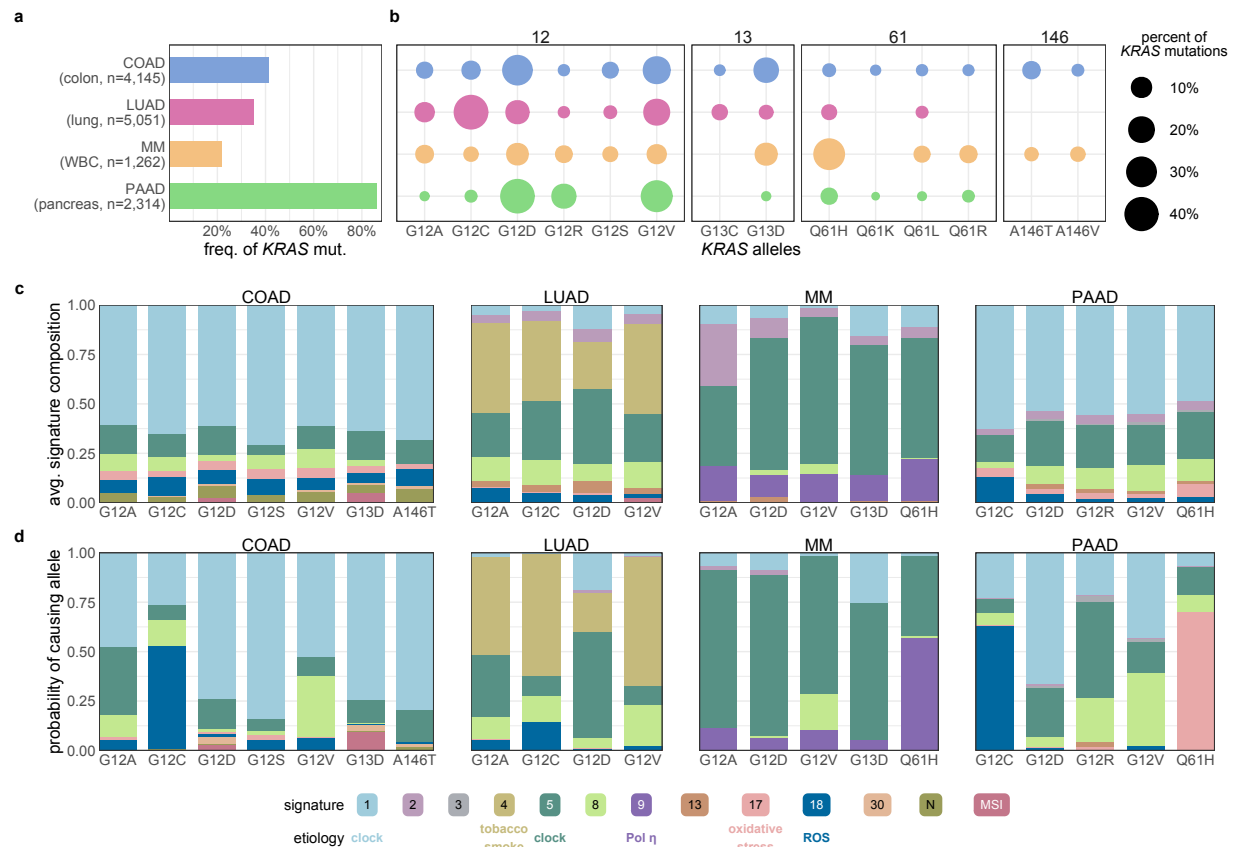 a
b
12
13
61
146
percent of
KRAS mutations
COAD
(colon, n=4,145)
LUAD
(lung, n=5,051)
MM
(WBC, n=1,262)
PAAD
(pancreas, n=2,314)
10%
20%
30%
40%
20% 40% 60% 80%
freq. of KRAS mut.
G12A G12C G12D G12R G12S G12V G13C G13D Q61H Q61K Q61L Q61R A146T A146V
KRAS alleles
c
COAD LUAD MM PAAD
avg. signature composition
1.00
0.75
0.50
0.25
0.00
G12A G12C G12D G12S G12V G13D A146T G12A G12C G12D G12V G12A G12D G12V G13D Q61H G12C G12D G12R G12V Q61H
d
COAD LUAD MM PAAD
probability of causing allele
1.00
0.75
0.50
0.25
0.00
G12A G12C G12D G12S G12V G13D A146T G12A G12C G12D G12V G12A G12D G12V G13D Q61H G12C G12D G12R G12V Q61H
signature 1 2 3 4 5 8 9 13 17 18 30 N MSI
etiology clock tobacco smoke clock Pol η oxidative stress ROS